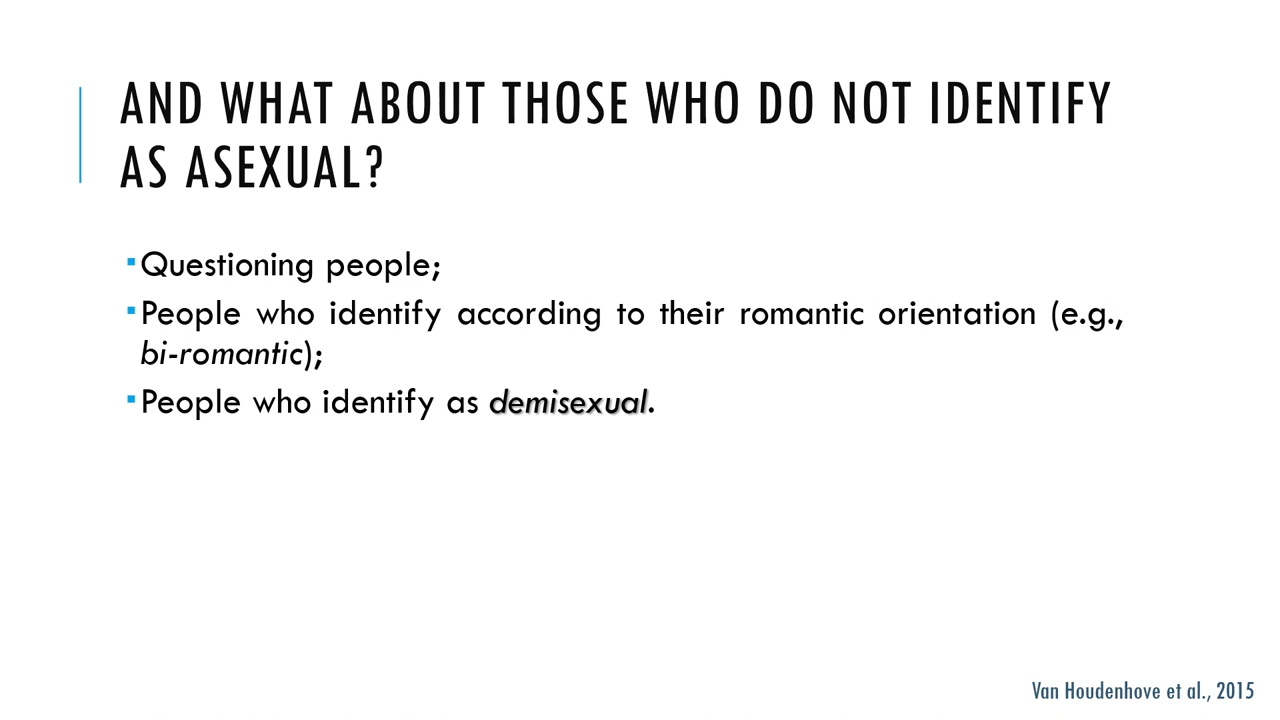 AND WHAT ABOUT THOSE WHO DO NOT IDENTIFY
AS ASEXUAL?
▪Questioning people;
▪People who identify according to their romantic orientation (e.g.,
bi-romantic);
▪People who identify as demisexual.
Van Houdenhove et al., 2015